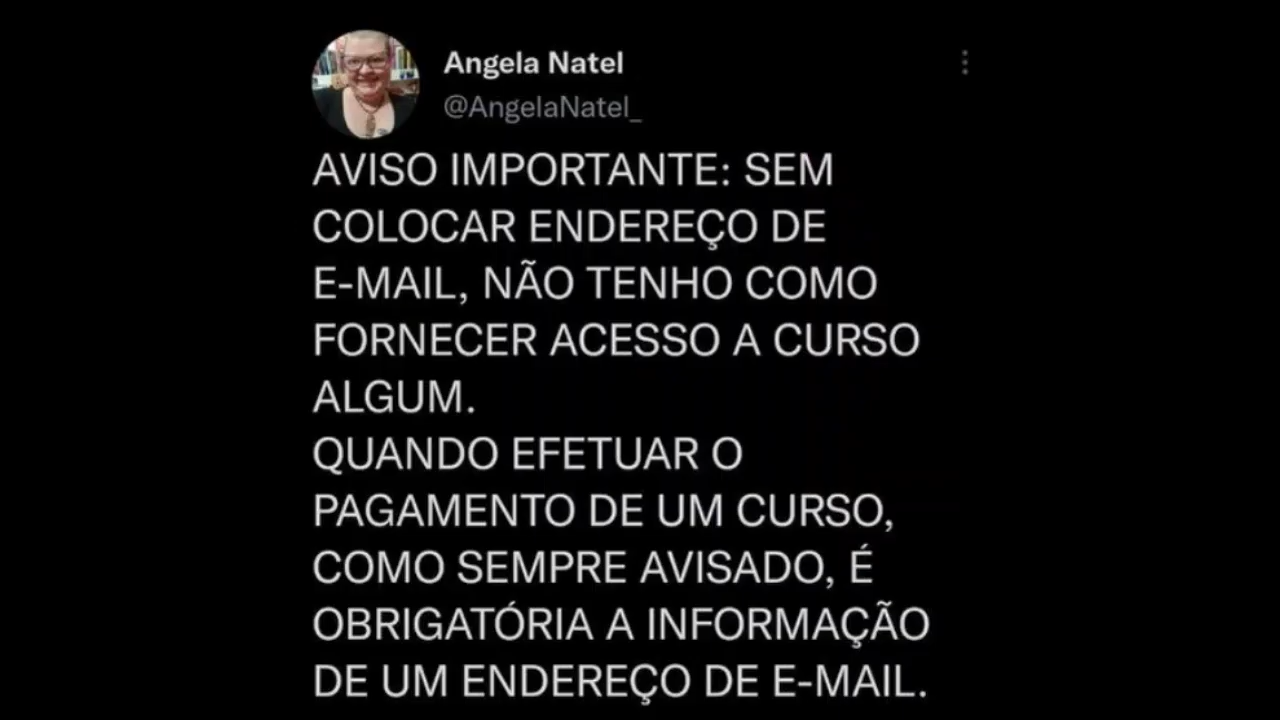 Angela Natel
@AngelaNatel_
AVISO IMPORTANTE: SEM
COLOCAR ENDEREÇO DE
E-MAIL, NÃO TENHO COMO
FORNECER ACESSO A CURSO
ALGUM.
QUANDO EFETUAR O
PAGAMENTO DE UM CURSO,
COMO SEMPRE AVISADO, É
OBRIGATÓRIA A INFORMAÇÃO
DE UM ENDEREÇO DE E-MAIL.